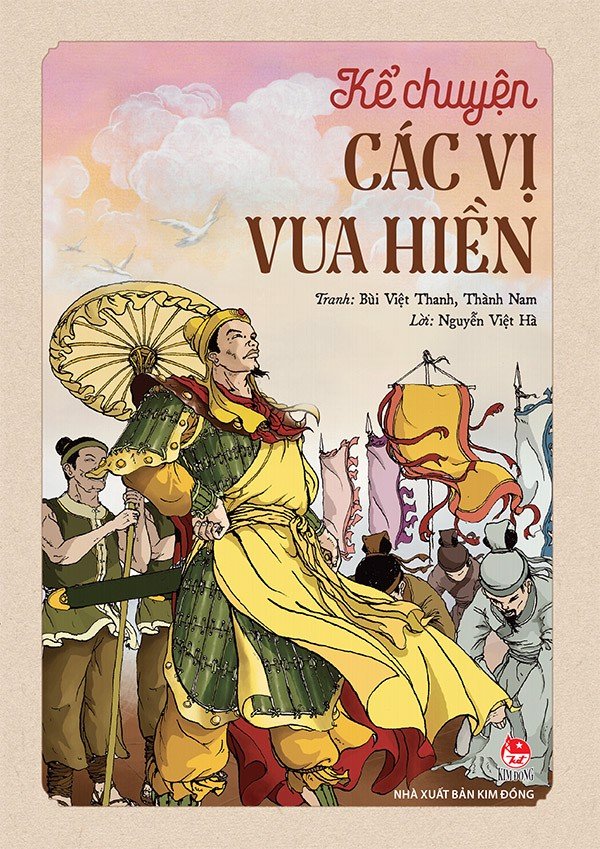 Kể chuyện
CÁC VỊ
VUA HIỀN
Tranh: Bùi Việt Thanh, Thành Nam
Lời: Nguyễn Việt Hà
KIM ĐỒNG
NHÀ XUẤT BẢN KIM ĐỒNG